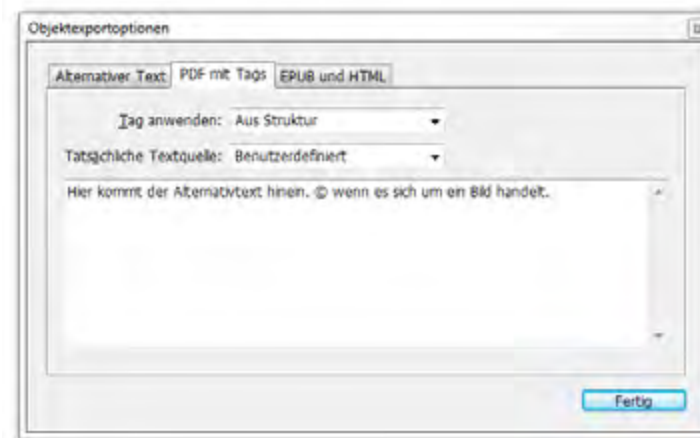 Objektexportoptionen
Alternativer Text PDF mit Tags EPUB und HTML
Tag anwenden: Aus Struktur
Tatsächliche Textquelle: Benutzerdefiniert
Hier kommt der Alternativtext hinein. © wenn es sich um ein Bild handelt.
Fertig